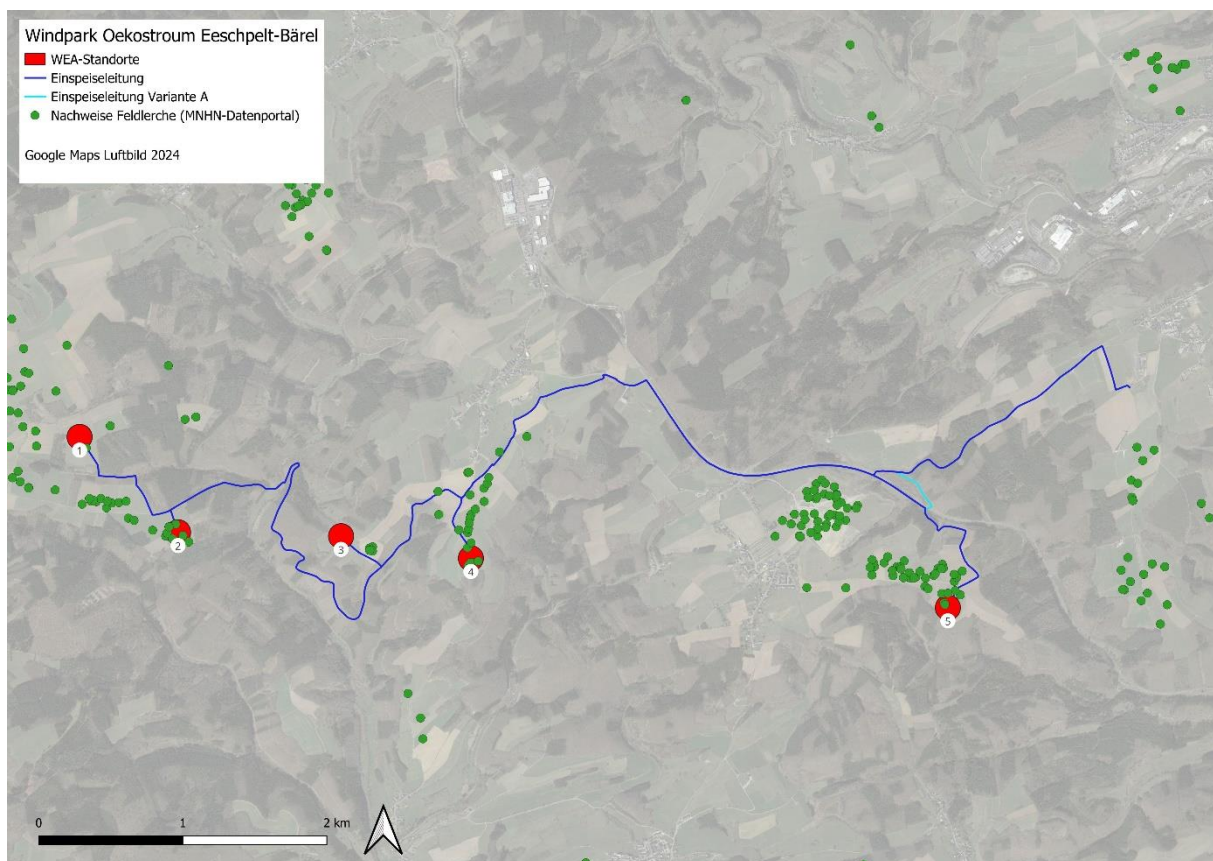 Windpark Oekostroum Eeschpelt-Bärel
WEA-Standorte
Einspeiseleitung
Einspeiseleitung Variante A
Nachweise Feldlerche (MNHN-Datenportal)
Google Maps Luftbild 2024
1
2
3
4
5
0 1 2 km